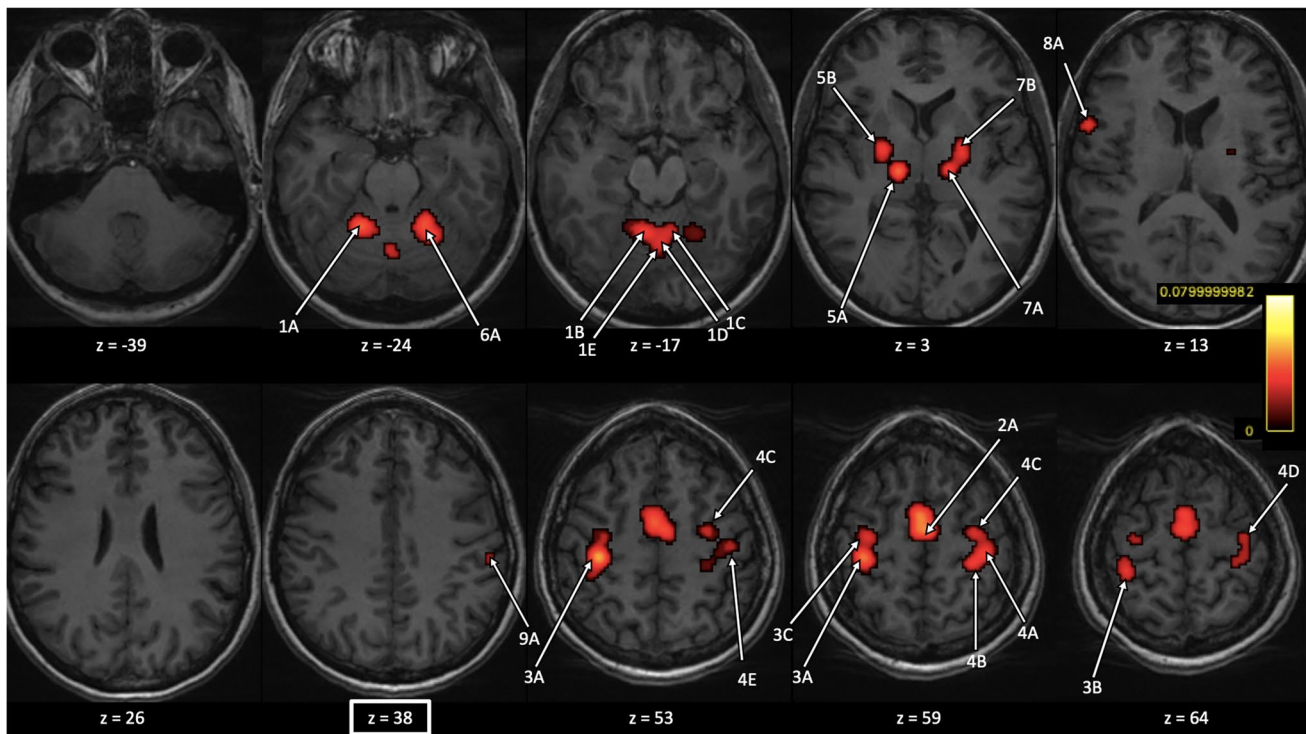 8A
5B
7B
0.0799999982
1A
6A
1B
1C
1D
1E
5A
7A
0
z = -39
z = -24
z = -17
z = 3
z = 13
2A
4C
4C
4D
9A
3A
4E
3C
3A
4B
4A
3B
z = 26
z = 38
z = 53
z = 59
z = 64